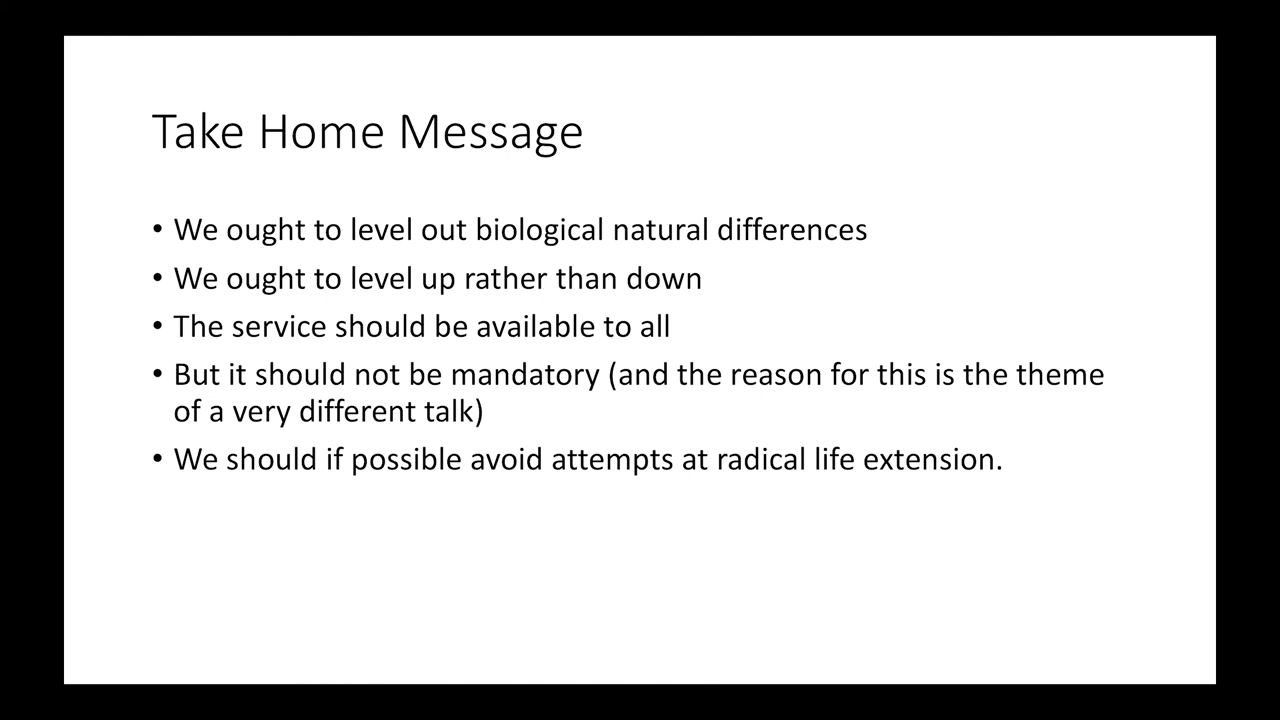 Take Home Message
• We ought to level out biological natural differences
• We ought to level up rather than down
• The service should be available to all
• But it should not be mandatory (and the reason for this is the theme
of a very different talk)
• We should if possible avoid attempts at radical life extension.